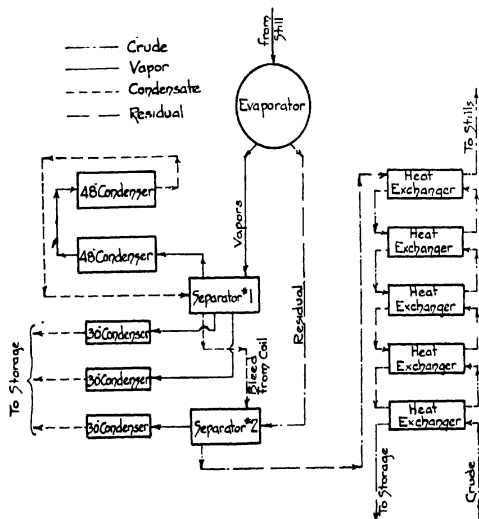 Crude
Vapor
Condensate
Residual
From
Still
Evaporator
To Stills
48"Condenser
48"Condenser
Vapors
Residual
Separator #1
Bleed
from Coil
30"Condenser
30"Condenser
30"Condenser
To Storage
Separator #2
Heat
Exchanger
Heat
Exchanger
Heat
Exchanger
Heat
Exchanger
Heat
Exchanger
To Storage
Crude